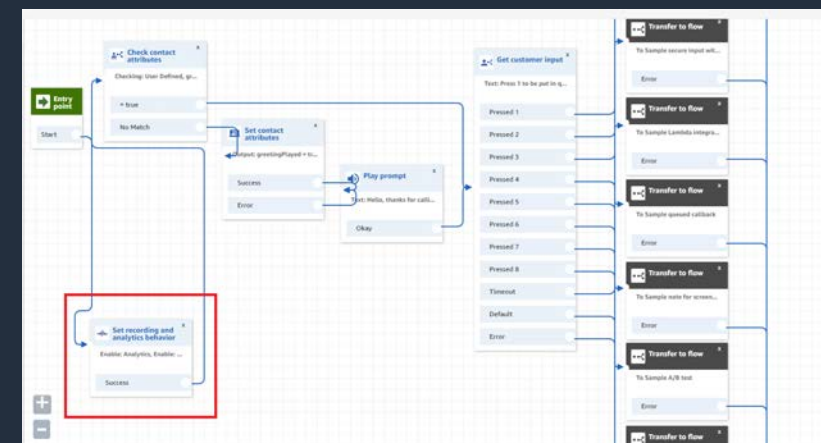 Entry
point
Start
Check contact
attributes
Checking: User Defined, gr...
= true
No Match
Set contact
attributes
Output: greetingPlayed = tr...
Success
Error
Play prompt
Text: Hello, thanks for calli...
Okay
Get customer input
Text: Press 1 to be put in q...
Pressed 1
Pressed 2
Pressed 3
Pressed 4
Pressed 5
Pressed 6
Pressed 7
Pressed 8
Timeout
Default
Error
Transfer to flow
To Sample secure input wit...
Error
Transfer to flow
To Sample Lambda integra...
Error
Transfer to flow
To Sample queued callback
Error
Transfer to flow
To Sample note for screen...
Error
Transfer to flow
To Sample A/B test
Error
Transfer to flow
Set recording and
analytics behavior
Enable: Analytics, Enable: ...
Success